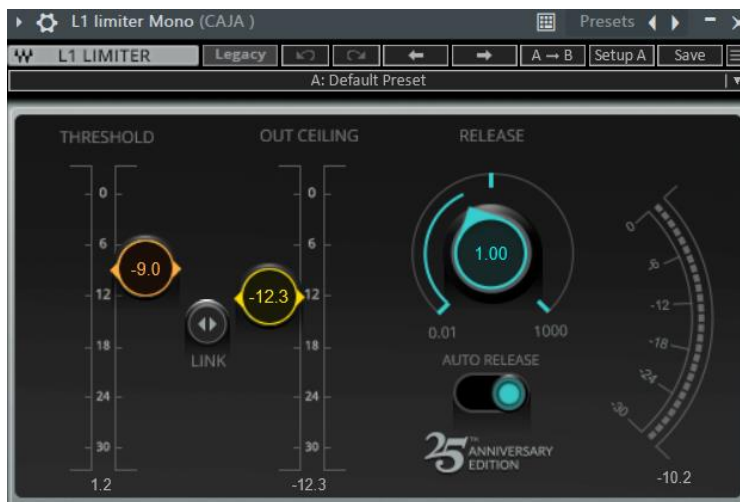 L1 limiter Mono (CAJA ) Presets
L1 LIMITER Legacy A → B Setup A Save
A: Default Preset
THRESHOLD OUT CEILING RELEASE
0 0 0
6 6 -6
12 12 -12
18 18 -18
24 24 -24
30 30 -30
-9.0
-12.3
LINK
1.00
0.01 1000
AUTO RELEASE
25TH ANNIVERSARY
EDITION
1.2 -12.3 -10.2